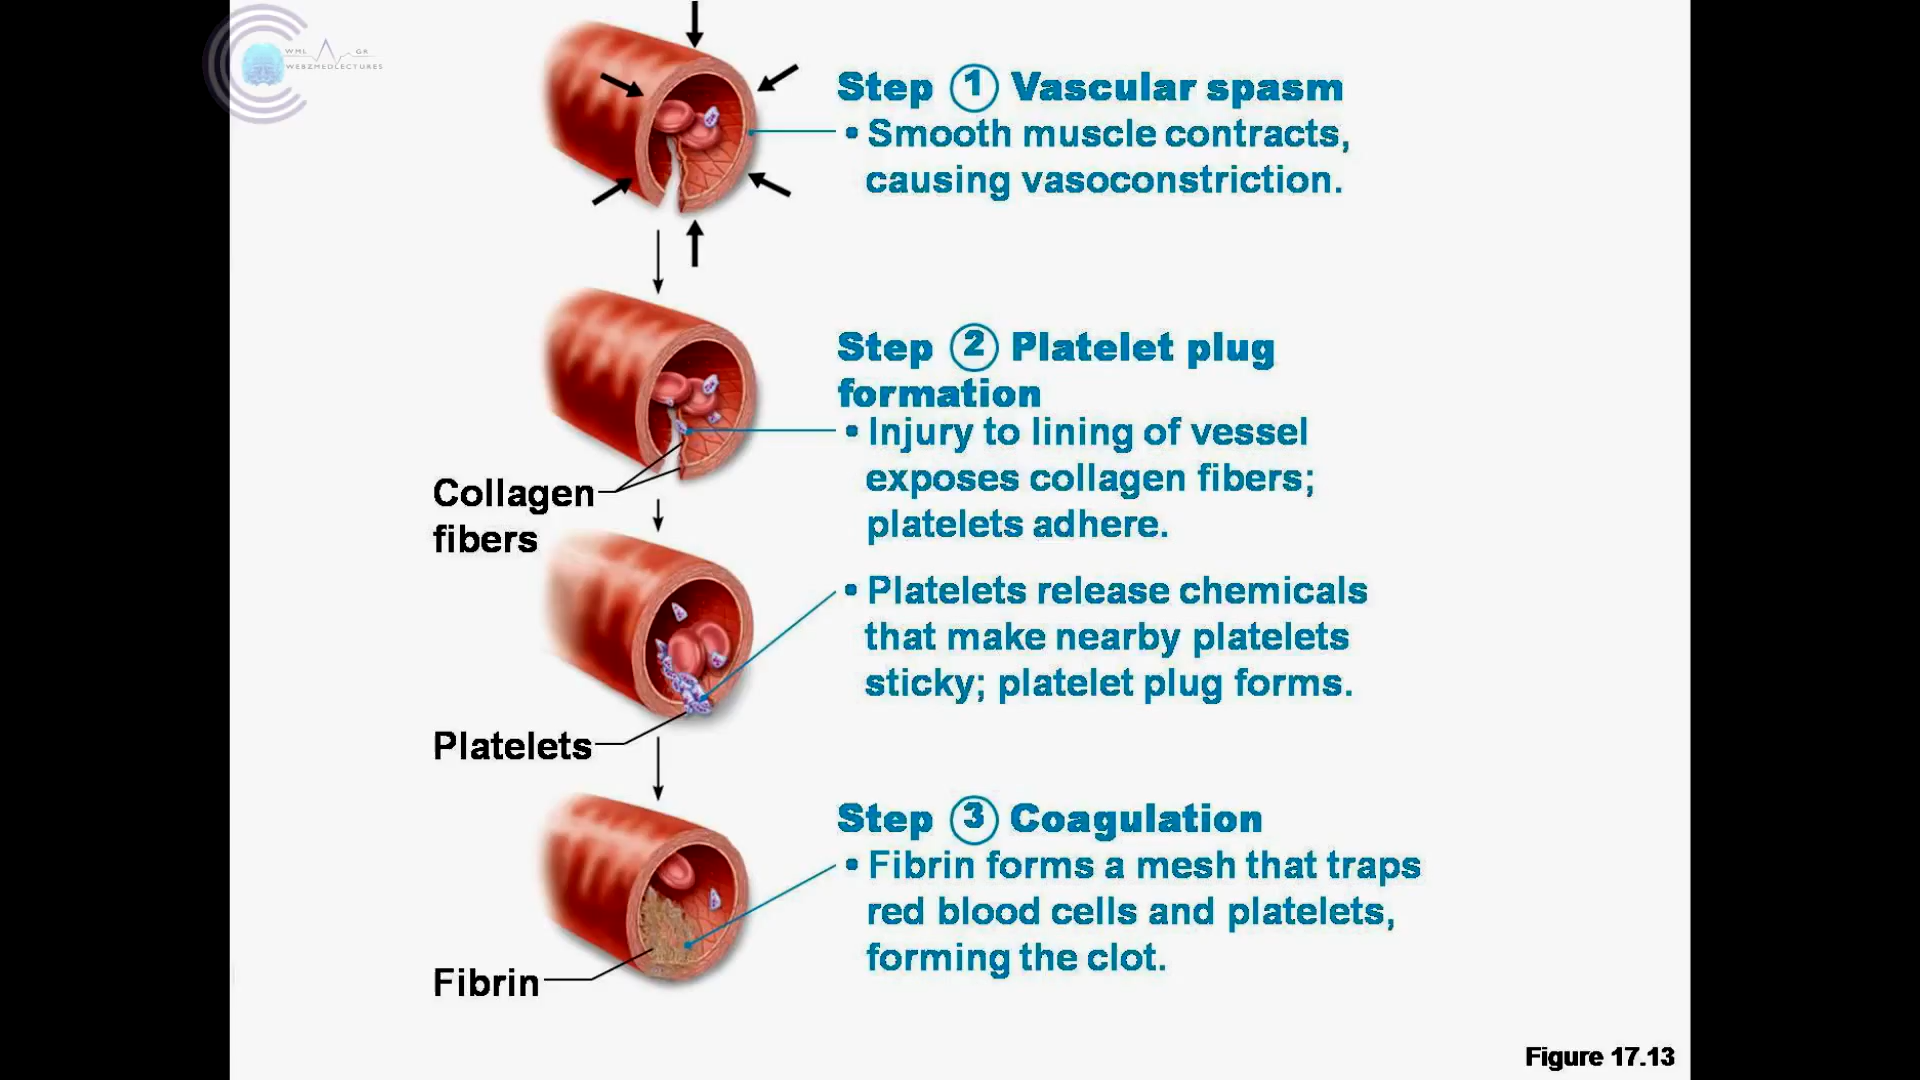 WML GR
WEBZMEDLECTURES
Step 1 Vascular spasm
• Smooth muscle contracts,
causing vasoconstriction.
Step 2 Platelet plug
formation
• Injury to lining of vessel
exposes collagen fibers;
platelets adhere.
Collagen
fibers
• Platelets release chemicals
that make nearby platelets
sticky; platelet plug forms.
Platelets
Step 3 Coagulation
• Fibrin forms a mesh that traps
red blood cells and platelets,
forming the clot.
Fibrin
Figure 17.13